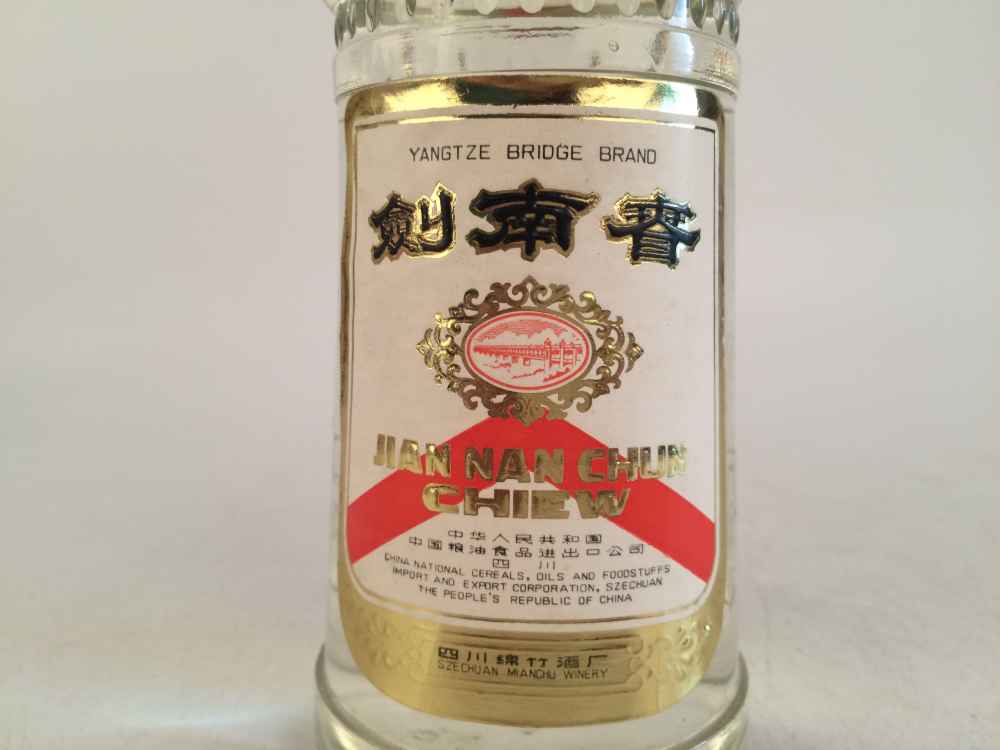 YANGTZE BRIDGE BRAND
劍南春
JIAN NAN CHUN
CHIEW
中华人民共和国
中国粮油食品进出口公司
四川
CHINA NATIONAL CEREALS, OILS AND FOODSTUFFS
IMPORT AND EXPORT CORPORATION, SZECHUAN
THE PEOPLE'S REPUBLIC OF CHINA
四川绵竹酒厂
SZECHUAN MIANCHU WINERY